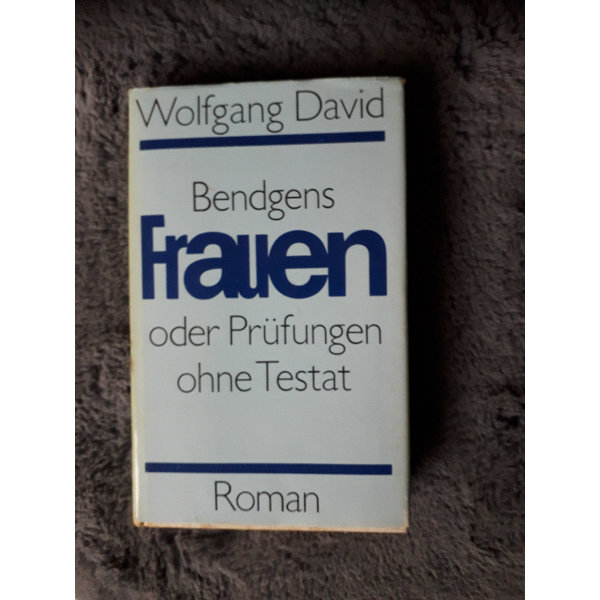 Wolfgang David
Bendgens
Frauen
oder Prüfungen
ohne Testat
Roman